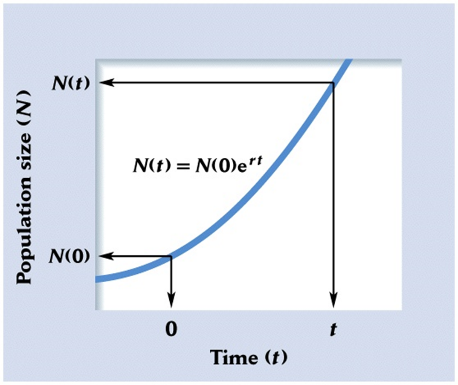 N(t)
N(t) = N(0)e^rt
Population size (N)
N(0)
0
t
Time (t)